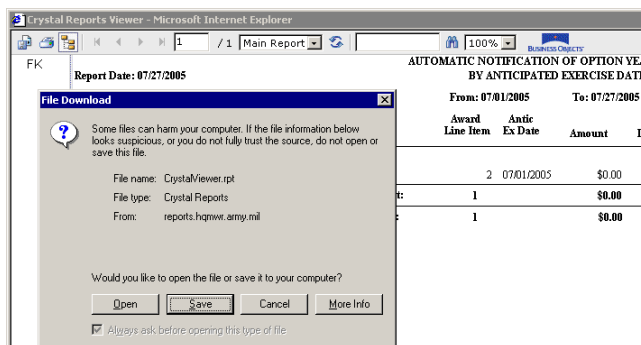 Crystal Reports Viewer - Microsoft Internet Explorer
1 / 1 Main Report 100% BUSINESS OBJECTS
FK
AUTOMATIC NOTIFICATION OF OPTION YEA
Report Date: 07/27/2005 BY ANTICIPATED EXERCISE DAT
From: 07/01/2005 To: 07/27/2005
Award Antic
Line Item Ex Date Amount
2 07/01/2005 $0.00
t: 1 $0.00
: 1 $0.00
File Download
Some files can harm your computer. If the file information below
looks suspicious, or you do not fully trust the source, do not open or
save this file.
File name: CrystalViewer.rpt
File type: Crystal Reports
From: reports.hqmwr.army.mil
Would you like to open the file or save it to your computer?
Open Save Cancel More Info
Always ask before opening this type of file